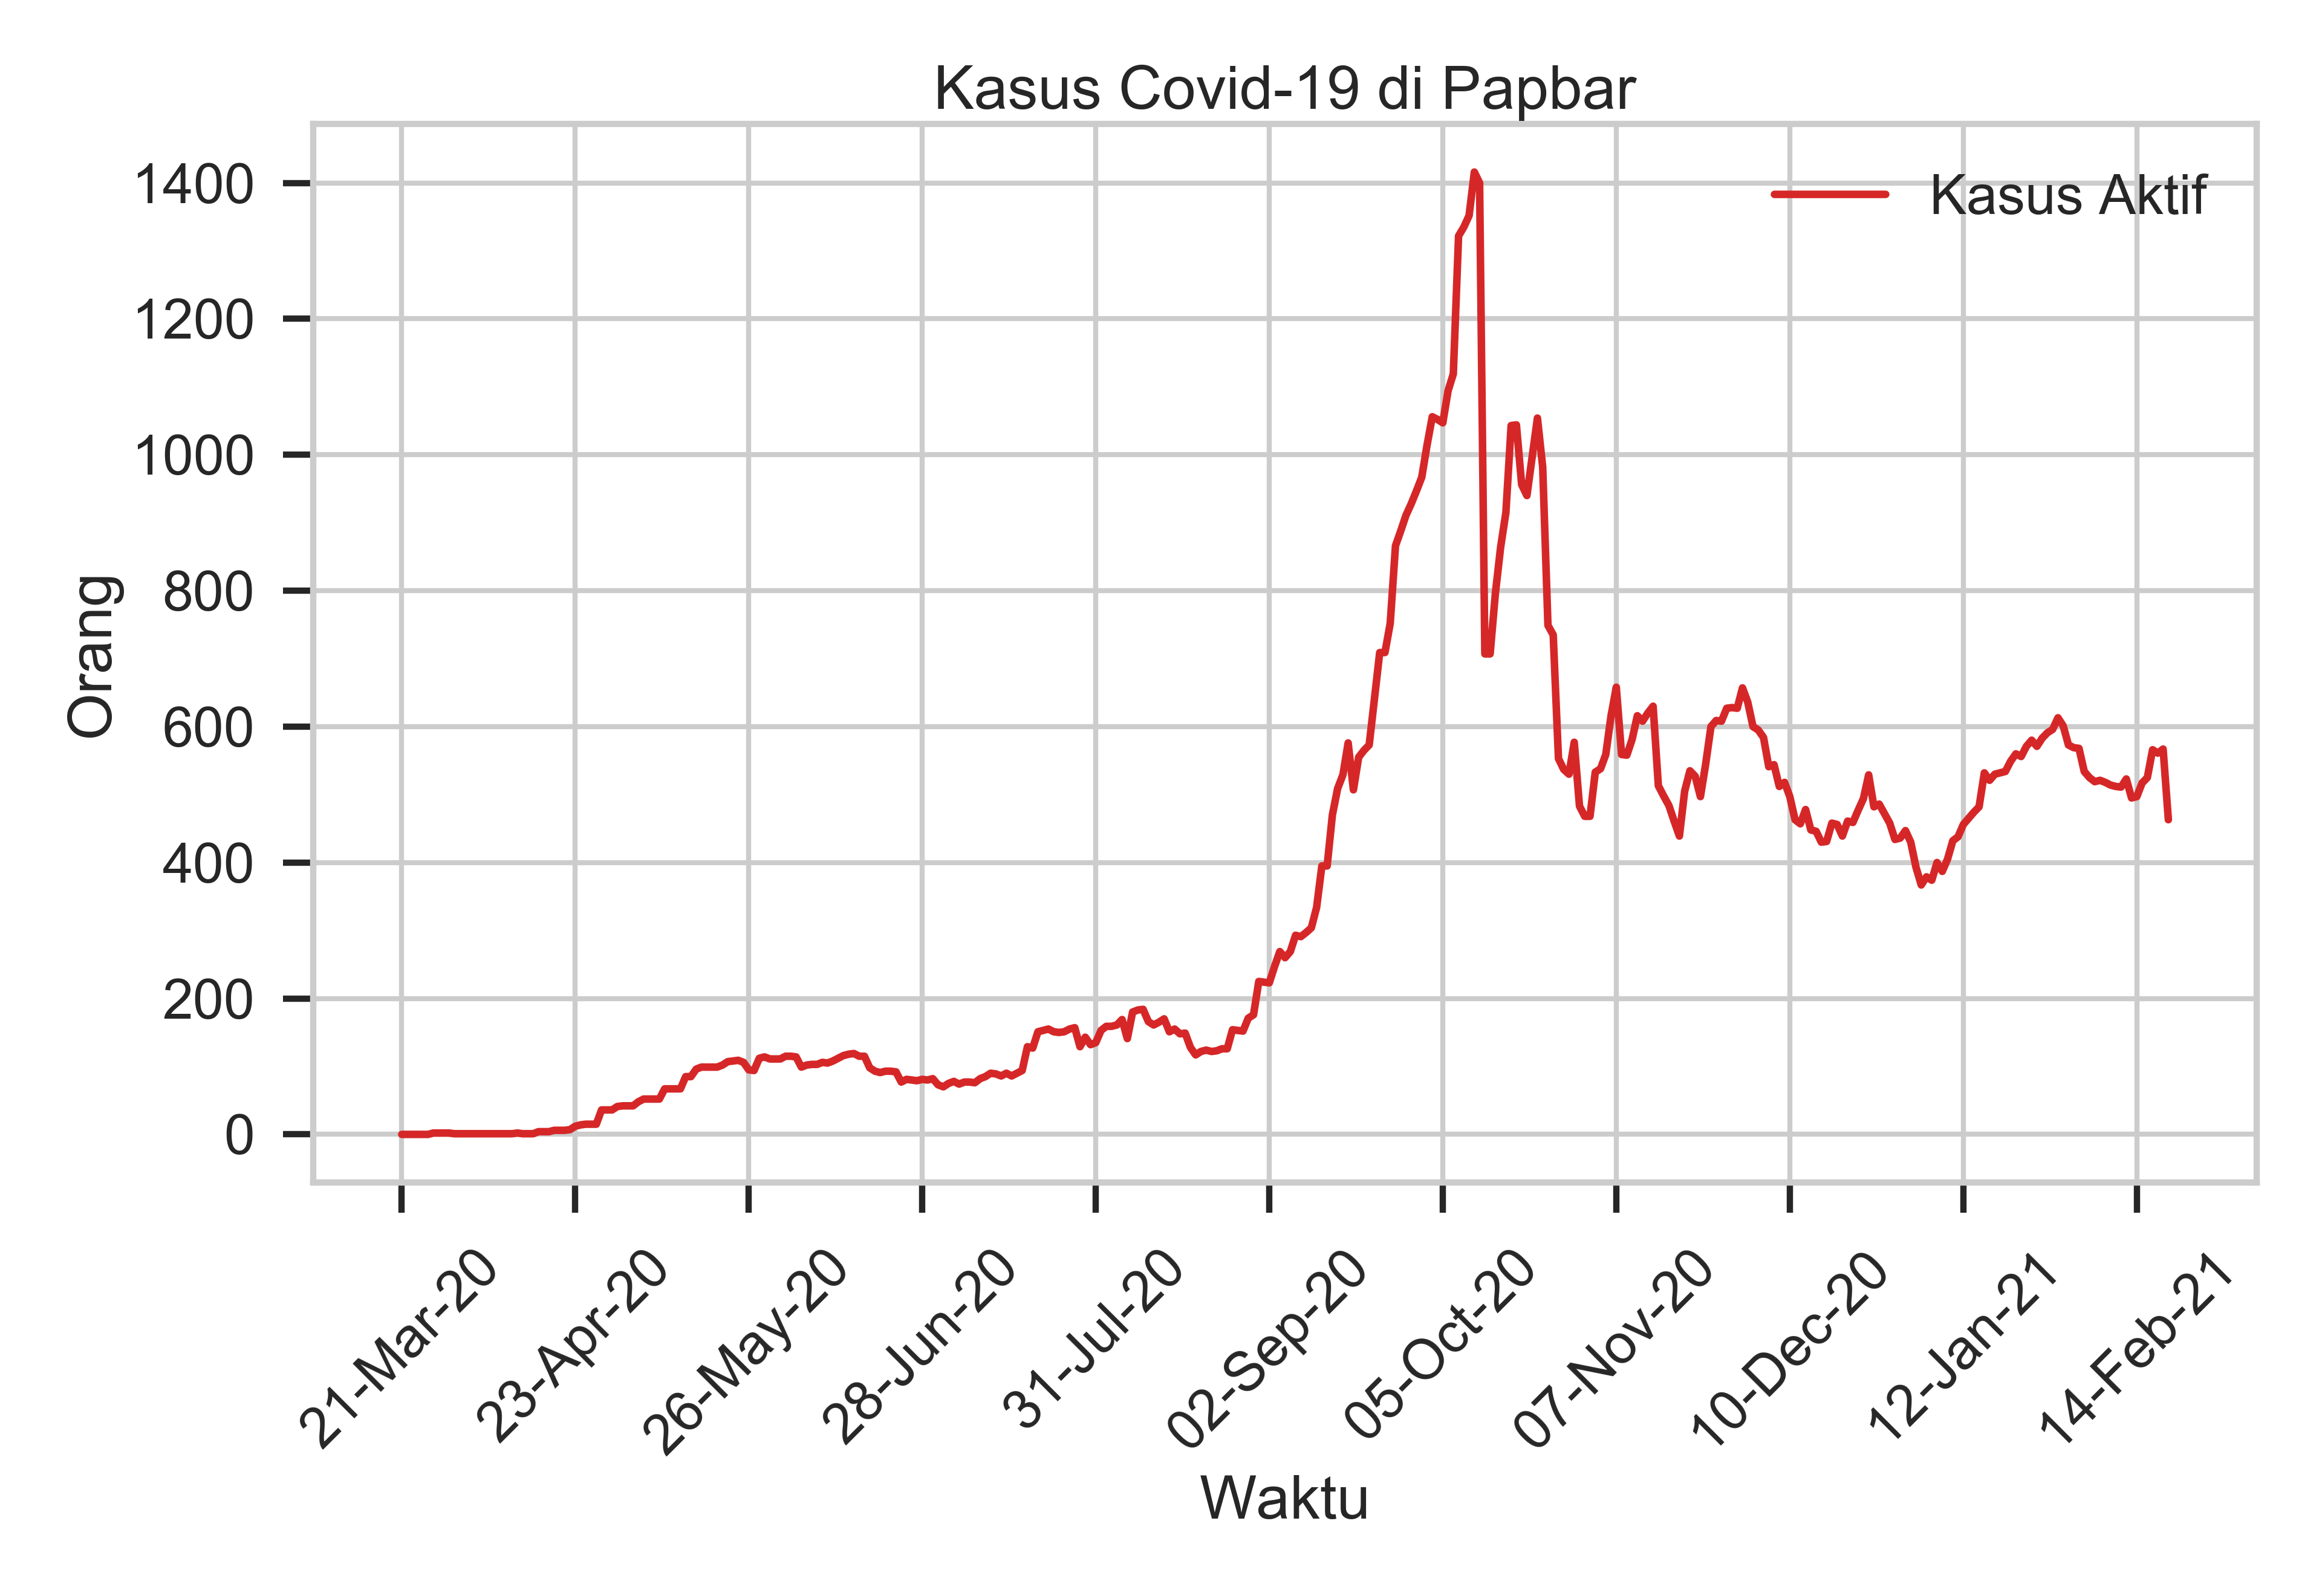 Kasus Covid-19 di Papbar
Kasus Aktif
1400
1200
1000
800
600
400
200
0
Orang
21-Mar-20
23-Apr-20
26-May-20
28-Jun-20
31-Jul-20
02-Sep-20
05-Oct-20
07-Nov-20
10-Dec-20
12-Jan-21
14-Feb-21
Waktu